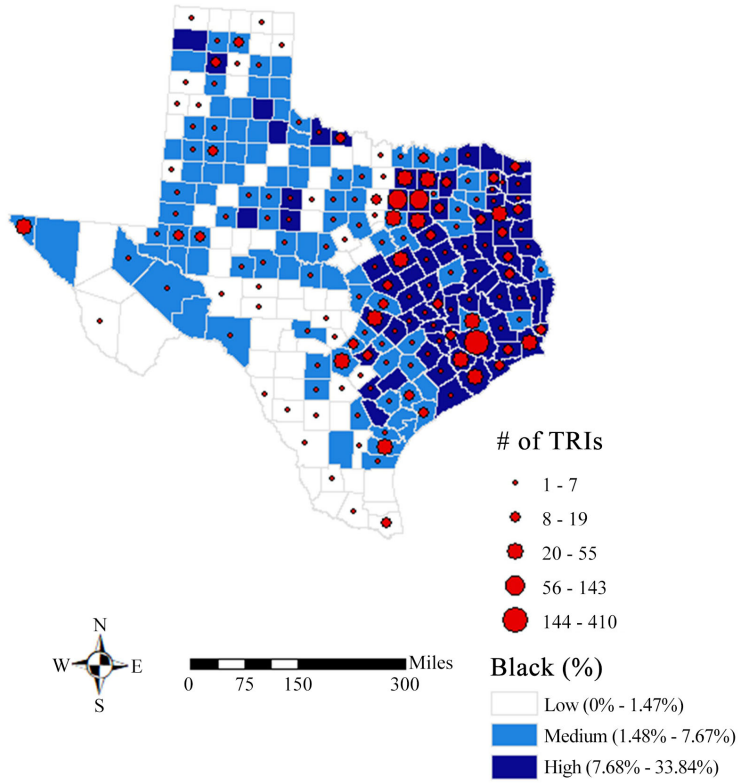 # of TRIs
1 - 7
8 - 19
20 - 55
56 - 143
144 - 410
N
W E
S
Miles
0 75 150 300
Black (%)
Low (0% - 1.47%)
Medium (1.48% - 7.67%)
High (7.68% - 33.84%)